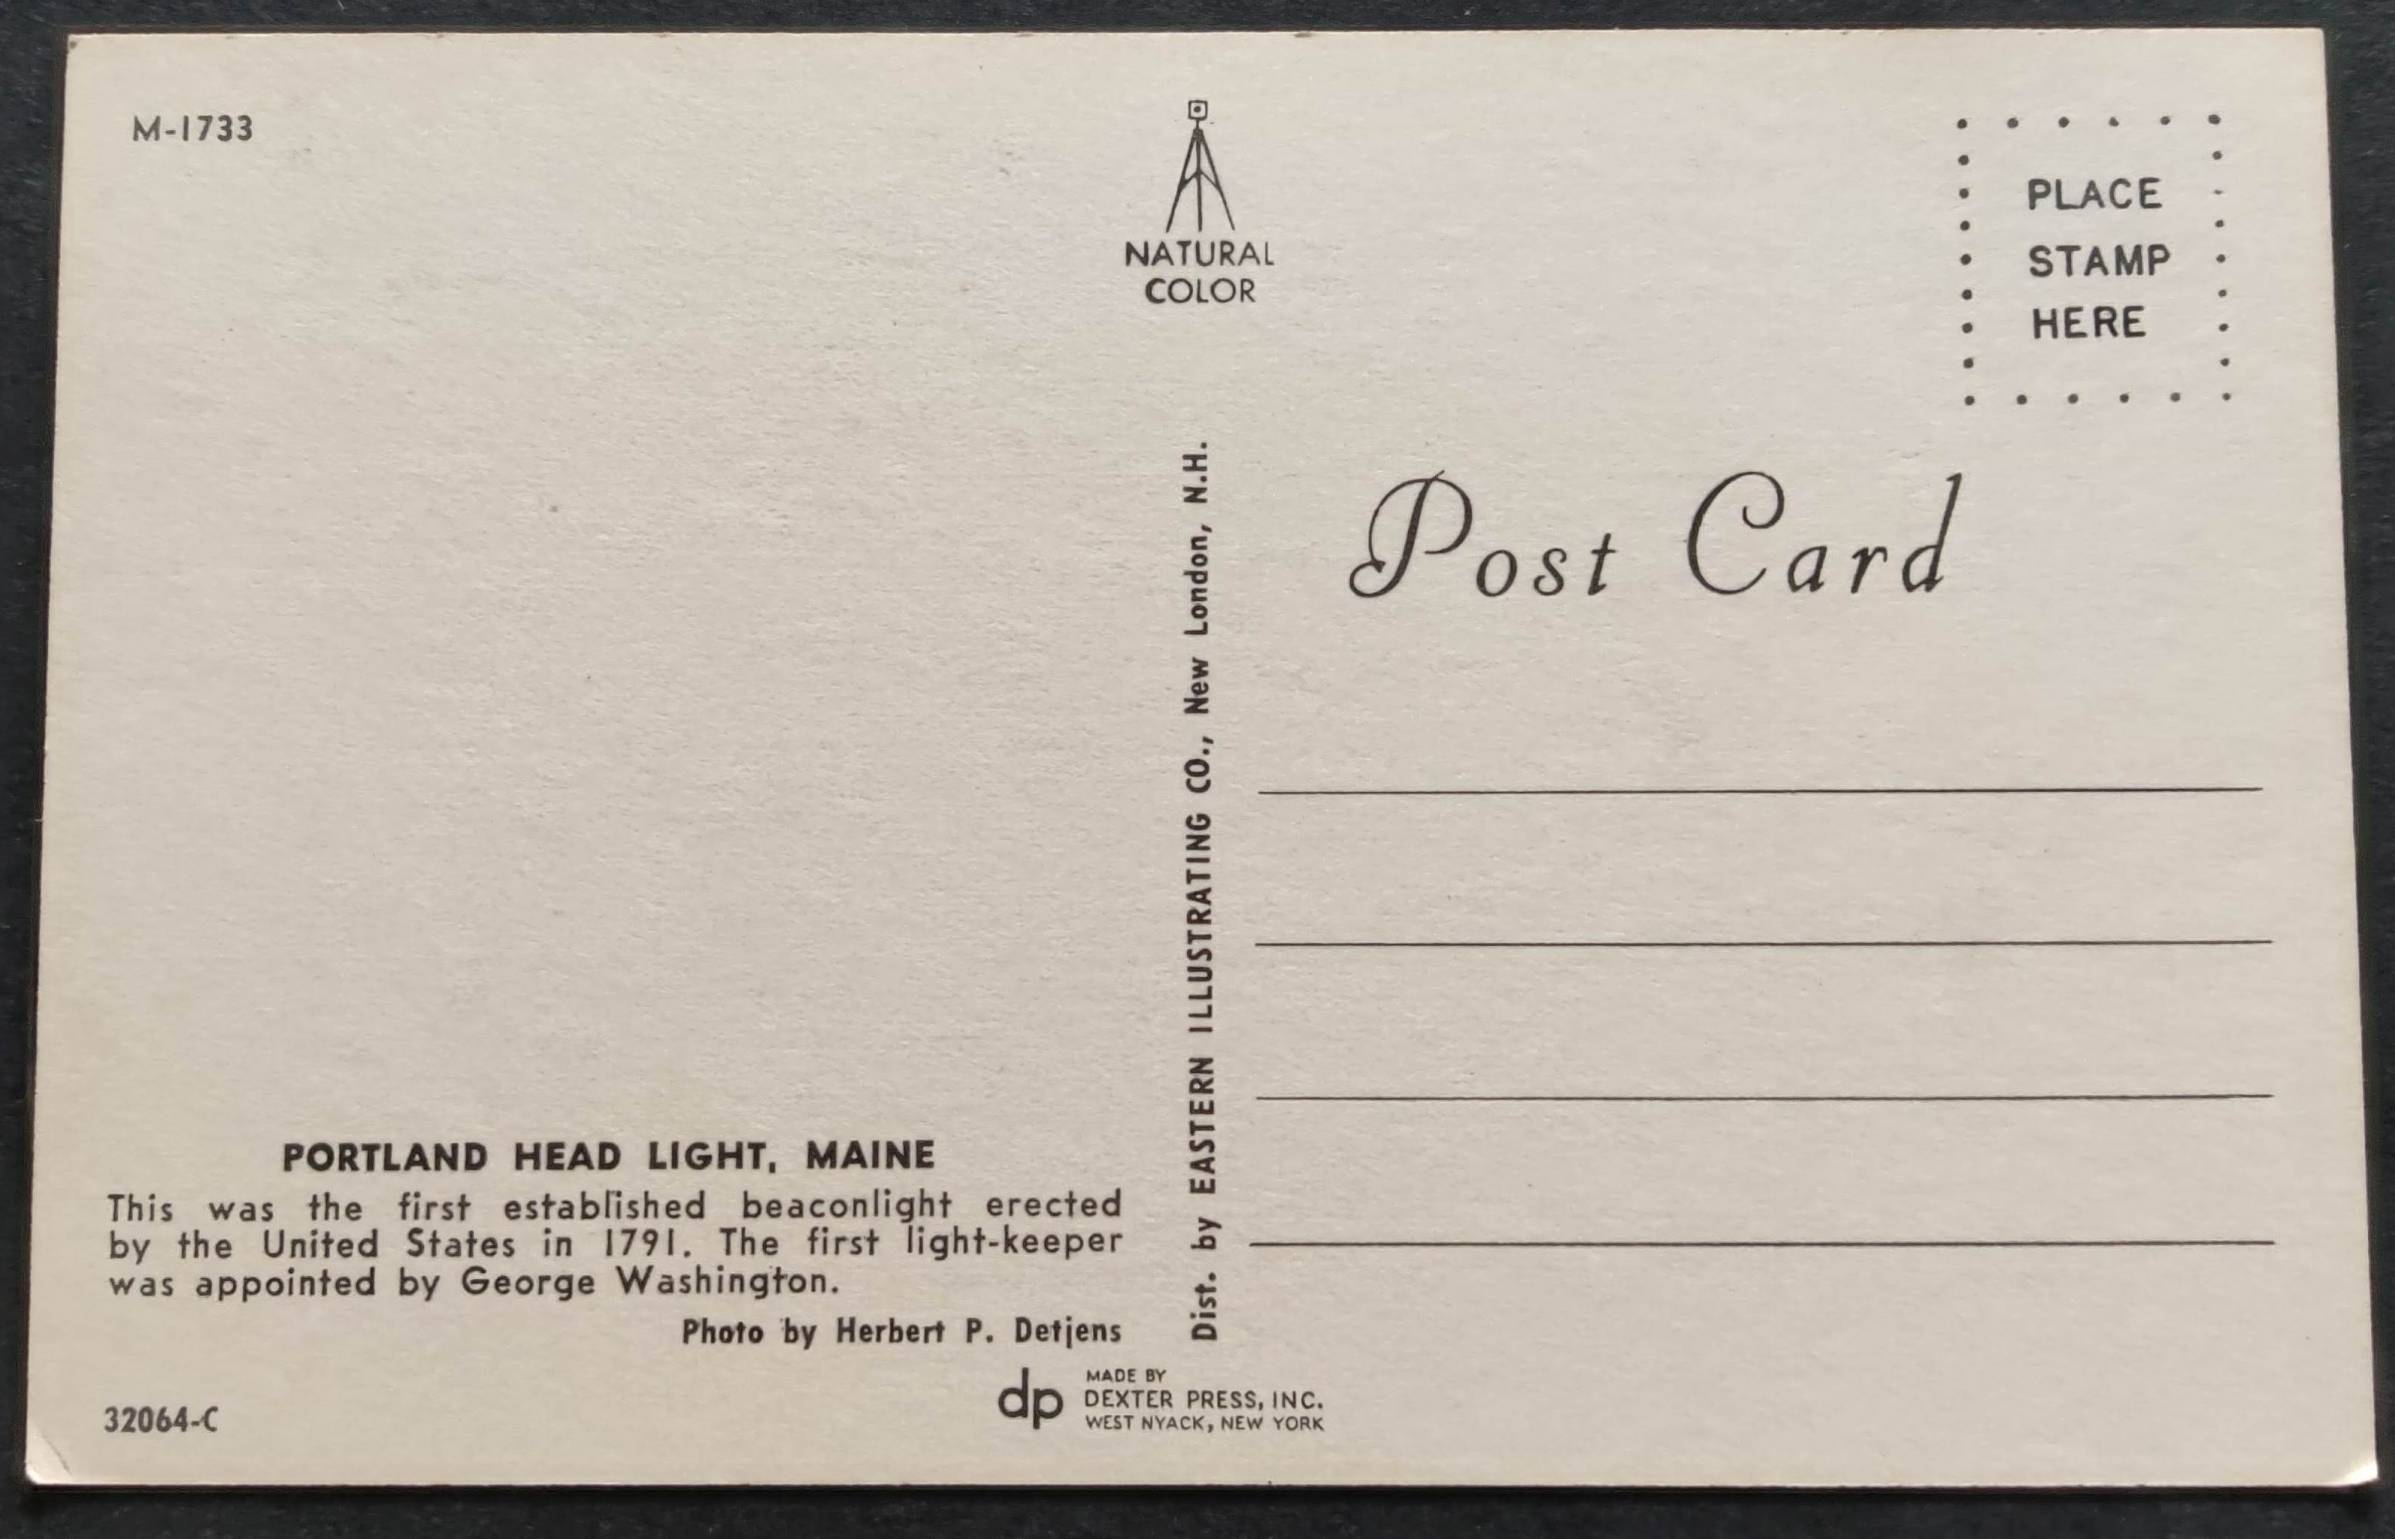 M-1733
NATURAL
COLOR
PLACE
STAMP
HERE
Post Card
Dist. by EASTERN ILLUSTRATING CO., New London, N.H.
PORTLAND HEAD LIGHT, MAINE
This was the first established beaconlight erected
by the United States in 1791. The first light-keeper
was appointed by George Washington.
Photo by Herbert P. Detjens
32064-C
dp
MADE BY
DEXTER PRESS, INC.
WEST NYACK, NEW YORK